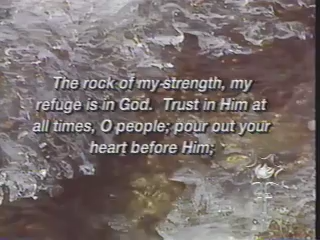 The rock of my strength, my
refuge is in God. Trust in Him at
all times, O people; pour out your
heart before Him;